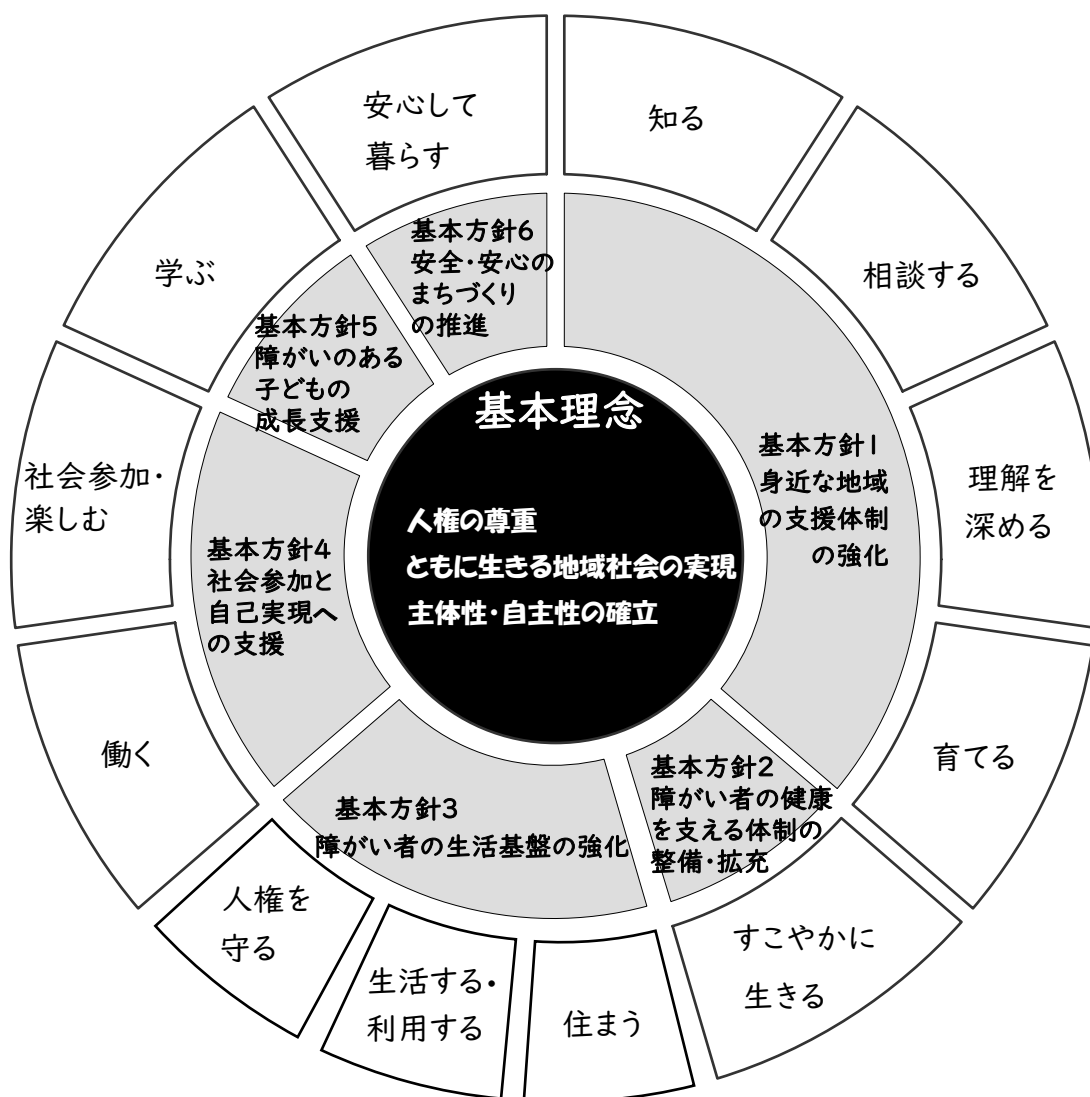 安心して
暮らす
知る
相談する
理解を
深める
育てる
すこやかに
生きる
住まう
生活する・
利用する
人権を
守る
働く
社会参加・
楽しむ
学ぶ
基本方針6
安全・安心の
まちづくり
の推進
基本方針5
障がいのある
子どもの
成長支援
基本方針4
社会参加と
自己実現へ
の支援
基本方針3
障がい者の生活基盤の強化
基本方針2
障がい者の健康
を支える体制の
整備・拡充
基本方針1
身近な地域
の支援体制
の強化
基本理念
人権の尊重
ともに生きる地域社会の実現
主体性・自主性の確立